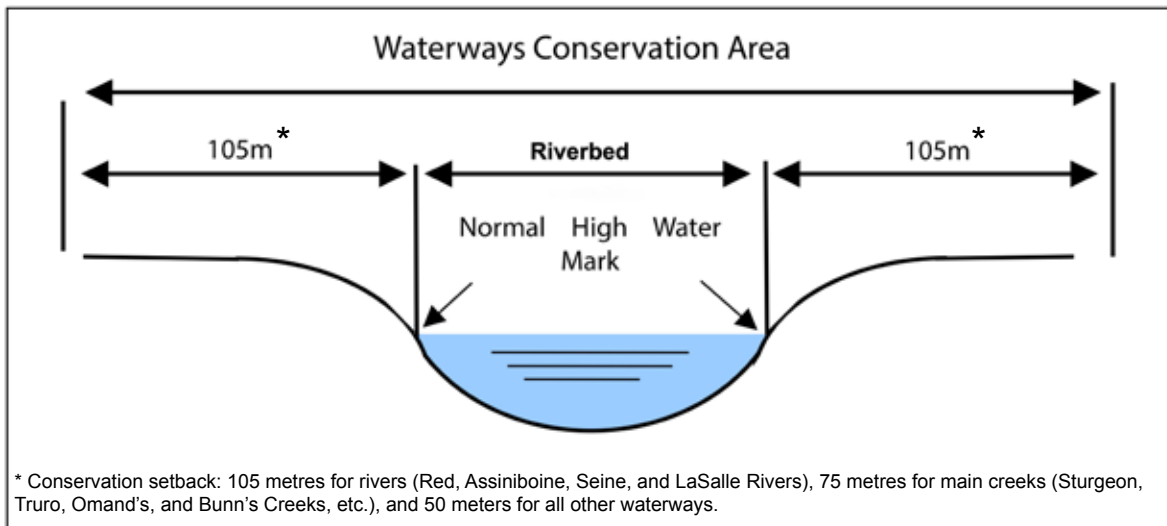 Waterways Conservation Area
105m * Riverbed 105m *
Normal High Water
Mark
* Conservation setback: 105 metres for rivers (Red, Assiniboine, Seine, and LaSalle Rivers), 75 metres for main creeks (Sturgeon,
Truro, Omand's, and Bunn's Creeks, etc.), and 50 meters for all other waterways.